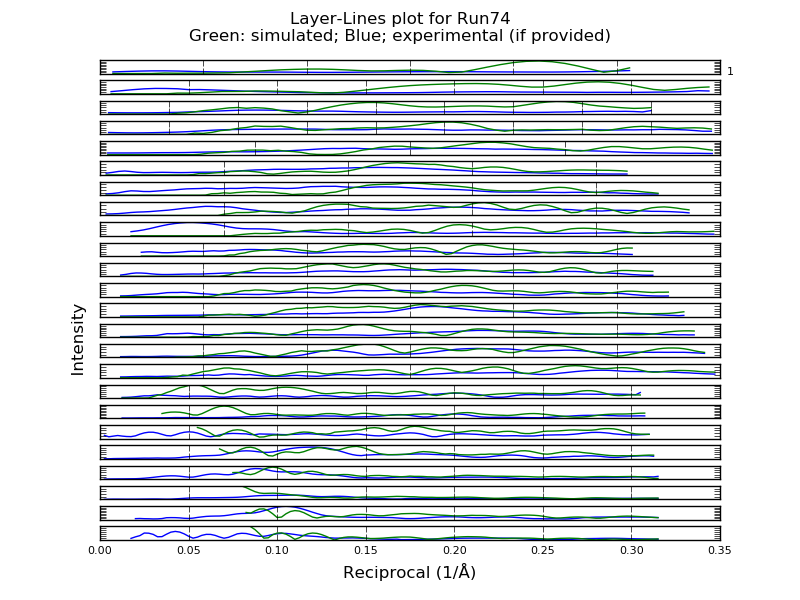 Layer-Lines plot for Run74
Green: simulated; Blue; experimental (if provided)
1
Intensity
0.00 0.05 0.10 0.15 0.20 0.25 0.30 0.35
Reciprocal (1/Å)